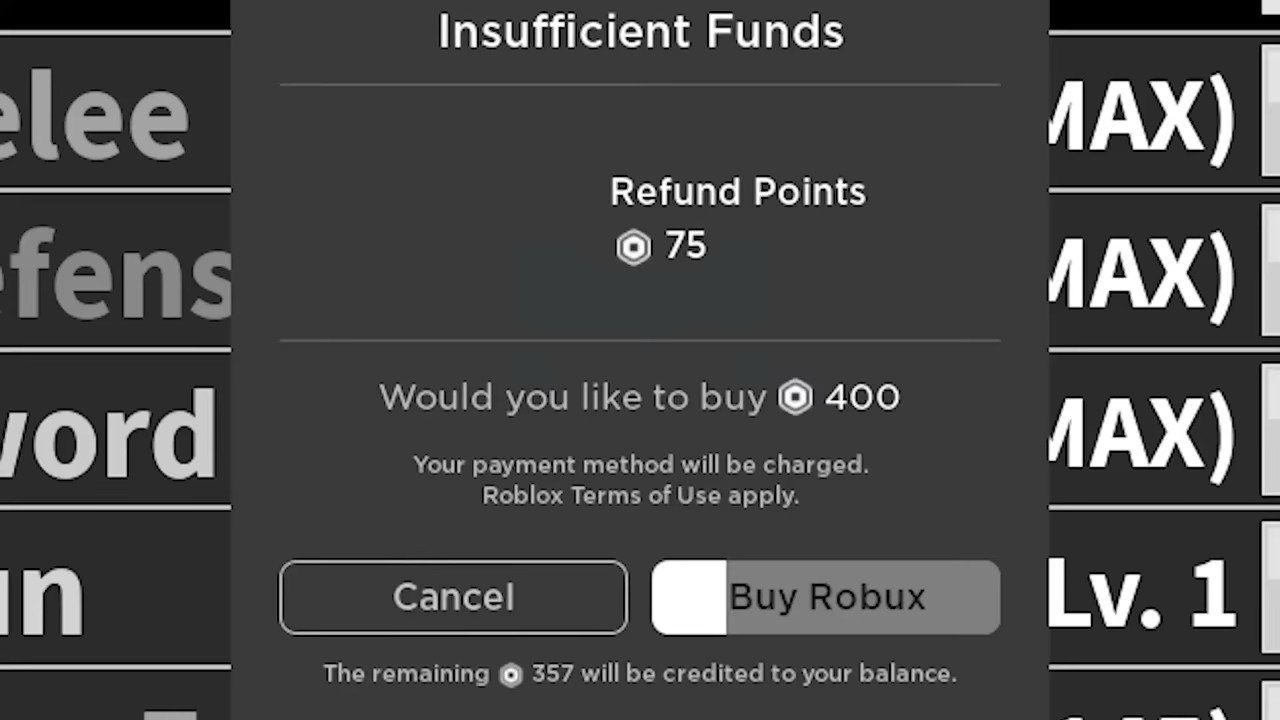 Insufficient Funds
elee
MAX)
Refund Points
75
efens
MAX)
Would you like to buy 400
word
MAX)
Your payment method will be charged.
Roblox Terms of Use apply.
un
Cancel
Buy Robux
Lv. 1
The remaining 357 will be credited to your balance.